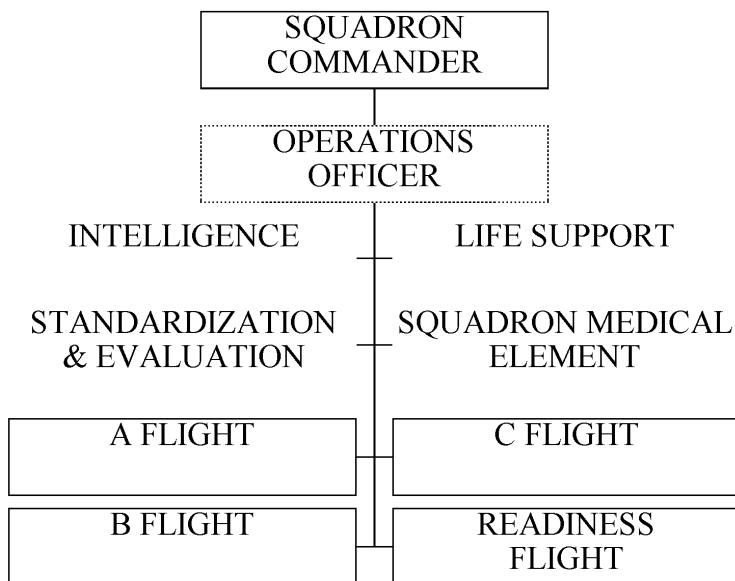 SQUADRON
COMMANDER
OPERATIONS
OFFICER
INTELLIGENCE
LIFE SUPPORT
STANDARDIZATION
& EVALUATION
SQUADRON MEDICAL
ELEMENT
A FLIGHT
C FLIGHT
B FLIGHT
READINESS
FLIGHT